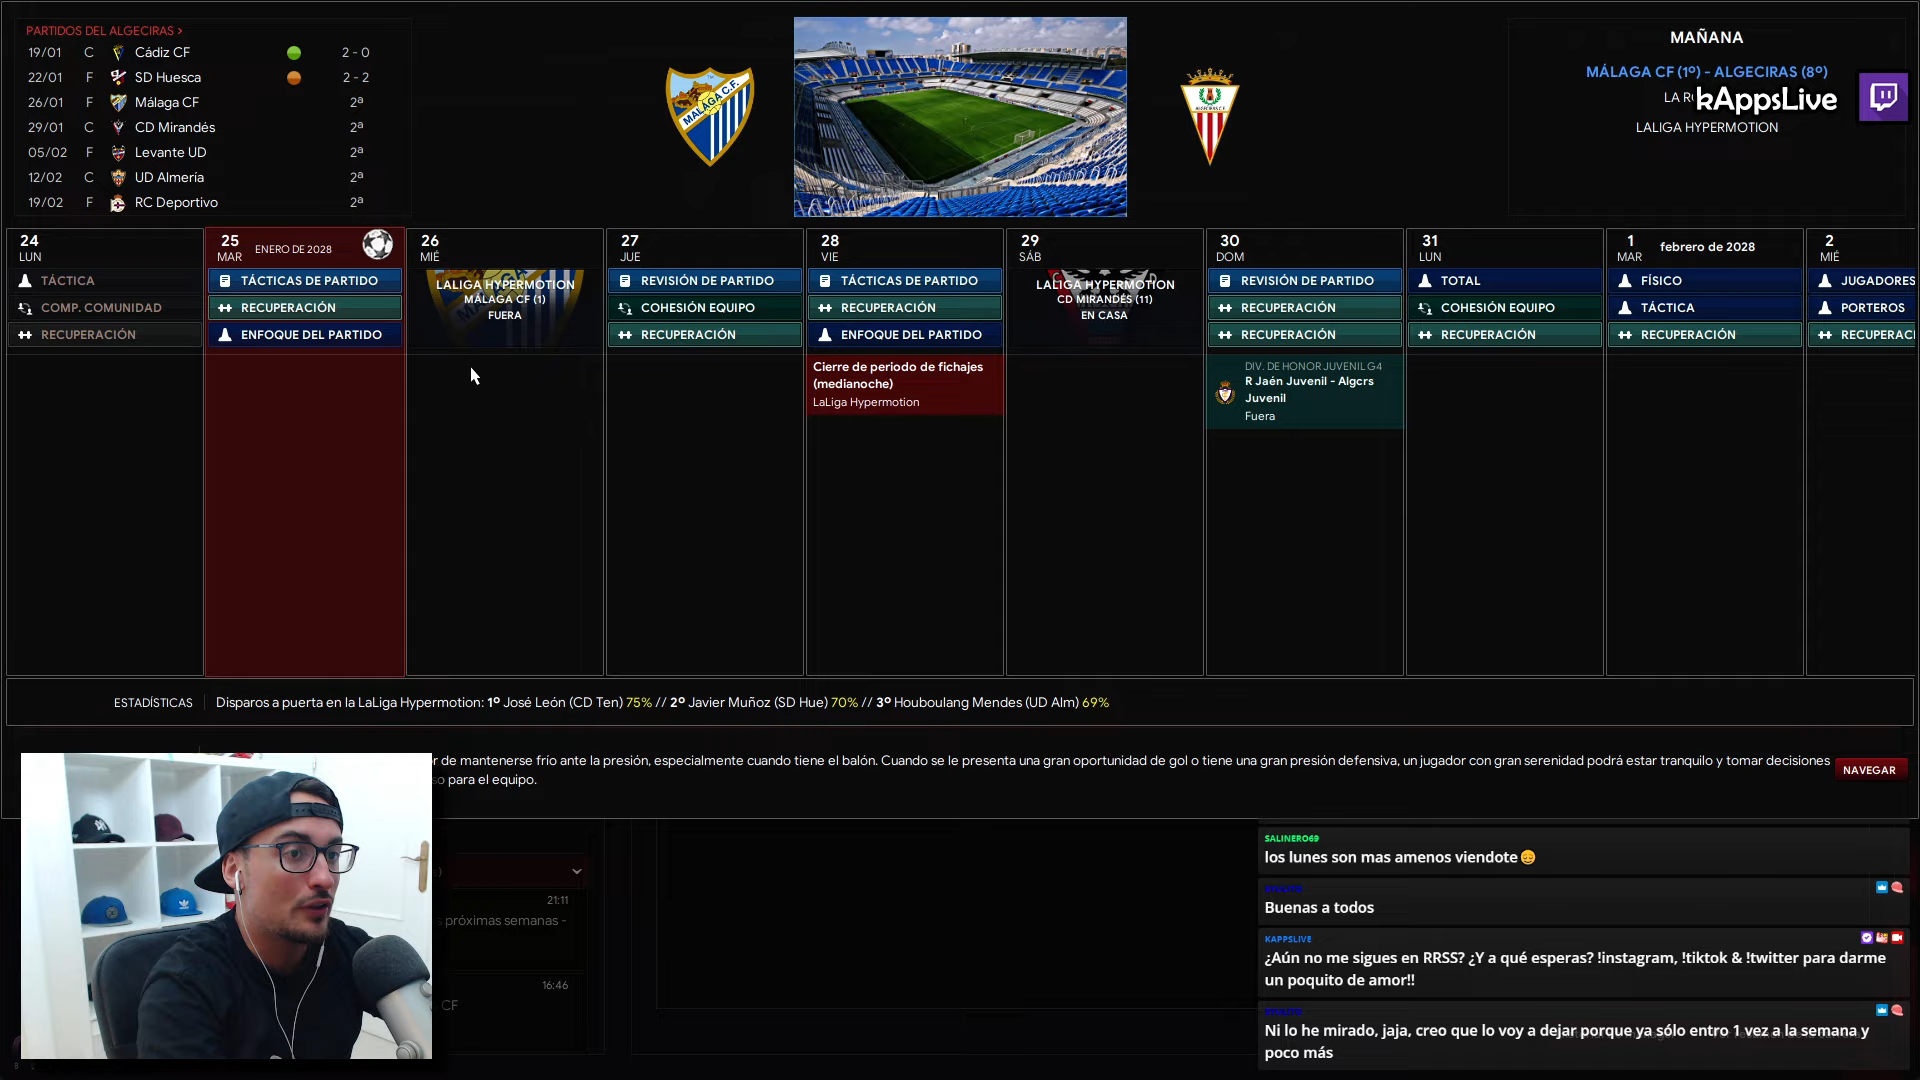 PARTIDOS DEL ALGECIRAS >
19/01 C Cádiz CF 2 - 0
22/01 F SD Huesca 2 - 2
26/01 F Málaga CF 2ª
29/01 C CD Mirandés 2ª
05/02 F Levante UD 2ª
12/02 C UD Almería 2ª
19/02 F RC Deportivo 2ª
MALAGA C.F.
ALGECIRAS C.F.
MAÑANA
MÁLAGA CF (1º) - ALGECIRAS (8º)
LA
kAppsLive
LALIGA HYPERMOTION
24
LUN
TÁCTICA
COMP. COMUNIDAD
RECUPERACIÓN
25
MAR
ENERO DE 2028
TÁCTICAS DE PARTIDO
RECUPERACIÓN
ENFOQUE DEL PARTIDO
26
MIÉ
LALIGA HYPERMOTION
MÁLAGA CF (1)
FUERA
27
JUE
REVISIÓN DE PARTIDO
COHESIÓN EQUIPO
RECUPERACIÓN
28
VIE
TÁCTICAS DE PARTIDO
RECUPERACIÓN
ENFOQUE DEL PARTIDO
Cierre de periodo de fichajes
(medianoche)
LaLiga Hypermotion
29
SÁB
LALIGA HYPERMOTION
CD MIRANDÉS (11)
EN CASA
30
DOM
REVISIÓN DE PARTIDO
RECUPERACIÓN
RECUPERACIÓN
DIV. DE HONOR JUVENIL G4
R Jaén Juvenil - Algcrs
Juvenil
Fuera
31
LUN
TOTAL
COHESIÓN EQUIPO
RECUPERACIÓN
1
MAR
febrero de 2028
FÍSICO
TÁCTICA
RECUPERACIÓN
2
MIÉ
JUGADORES
PORTEROS
RECUPERAC
ESTADÍSTICAS
Disparos a puerta en la LaLiga Hypermotion: 1º José León (CD Ten) 75% // 2º Javier Muñoz (SD Hue) 70% // 3º Houboulang Mendes (UD Alm) 69%
de mantenerse frío ante la presión, especialmente cuando tiene el balón. Cuando se le presenta una gran oportunidad de gol o tiene una gran presión defensiva, un jugador con gran serenidad podrá estar tranquilo y tomar decisiones
so para el equipo.
NAVEGAR
21:11
próximas semanas -
16:46
CF
SALINERO69
los lunes son mas amenos viendote😌
Buenas a todos
KAPPSLIVE
¿Aún no me sigues en RRSS? ¿Y a qué esperas? !instagram, !tiktok & !twitter para darme
un poquito de amor!!
Ni lo he mirado, jaja, creo que lo voy a dejar porque ya sólo entro 1 vez a la semana y
poco más